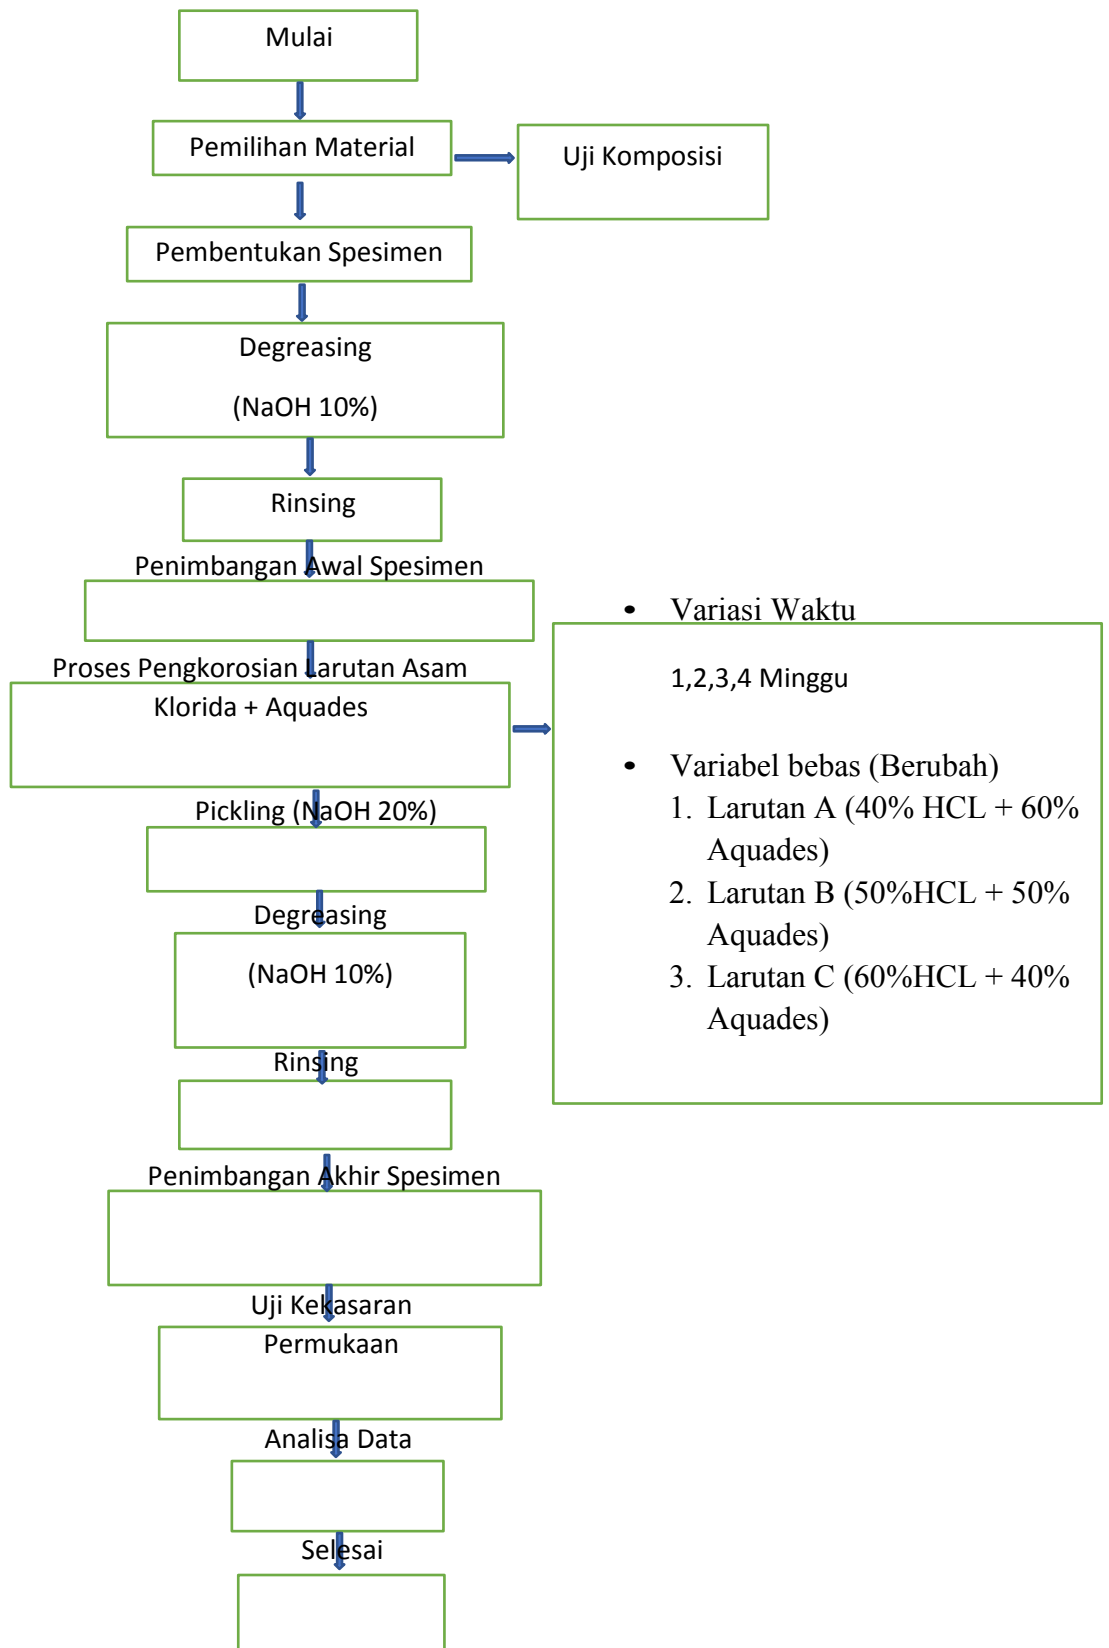 Mulai
Pemilihan Material
Uji Komposisi
Pembentukan Spesimen
Degreasing
(NaOH 10%)
Rinsing
Penimbangan Awal Spesimen
Proses Pengkorosian Larutan Asam
Klorida + Aquades
• Variasi Waktu
1,2,3,4 Minggu
• Variabel bebas (Berubah)
1. Larutan A (40% HCL + 60%
Aquades)
2. Larutan B (50%HCL + 50%
Aquades)
3. Larutan C (60%HCL + 40%
Aquades)
Pickling (NaOH 20%)
Degreasing
(NaOH 10%)
Rinsing
Penimbangan Akhir Spesimen
Uji Kekasaran
Permukaan
Analisa Data
Selesai